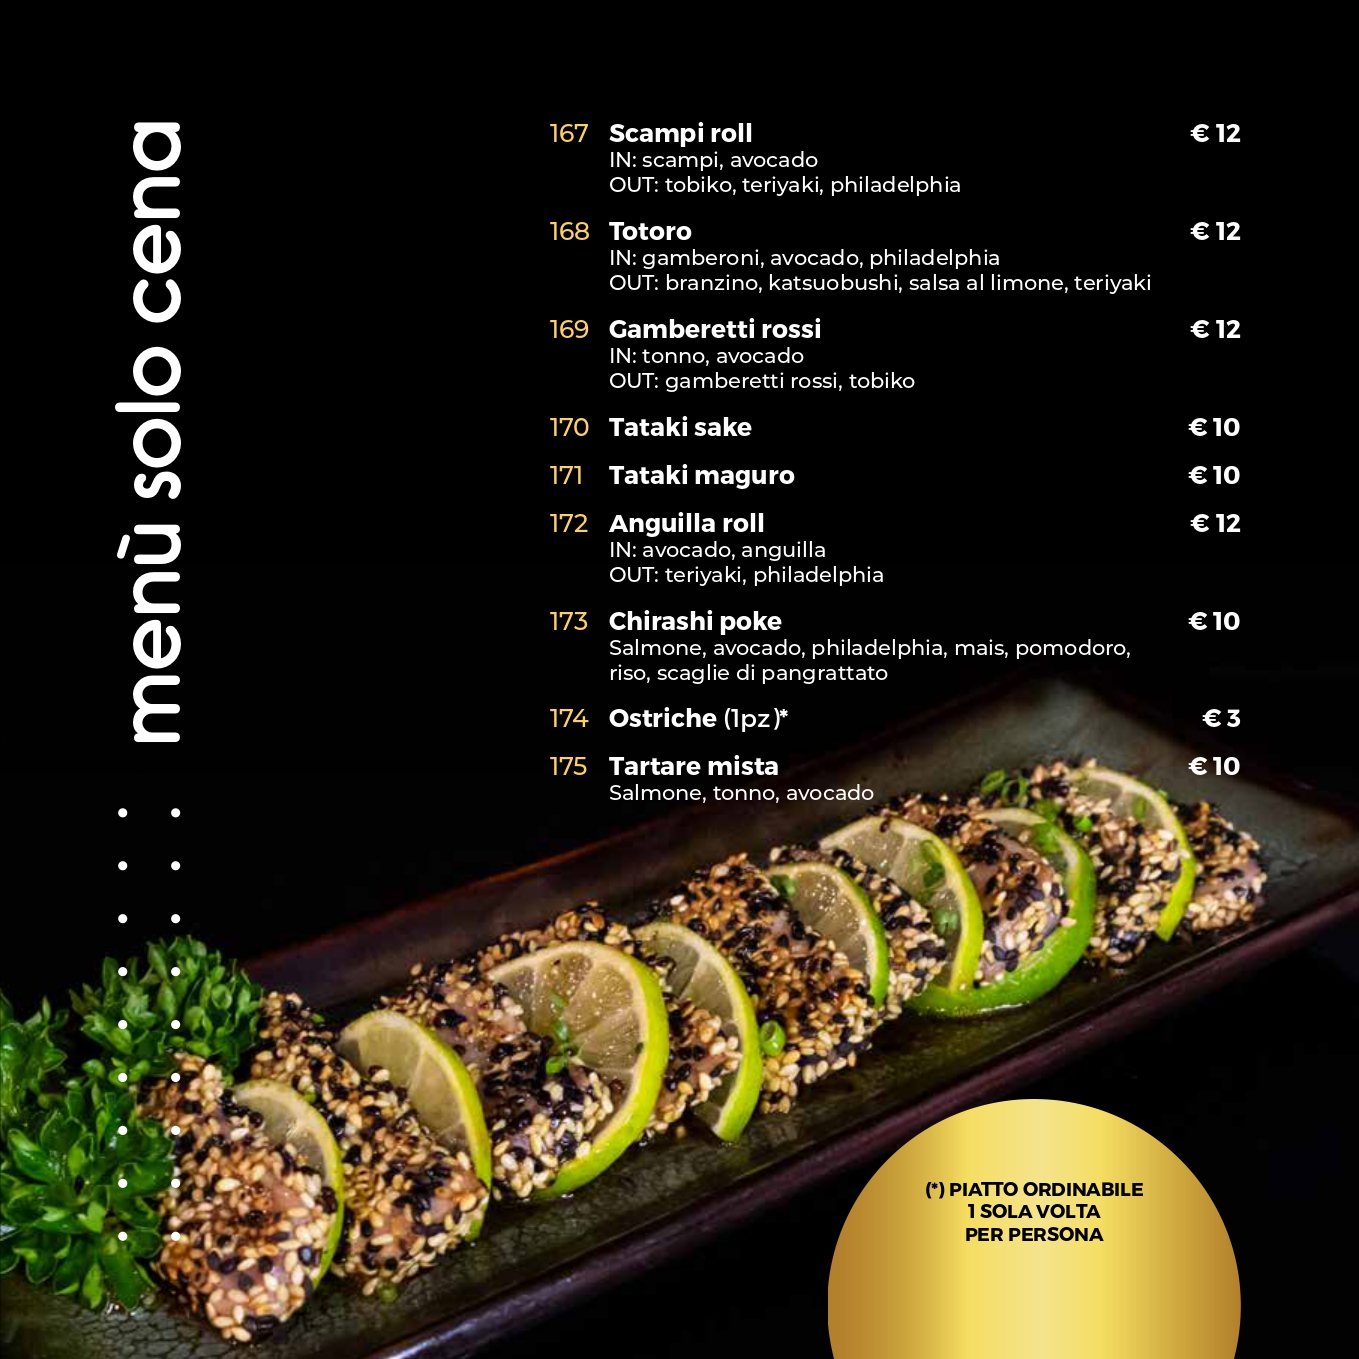 menù solo cena
167 Scampi roll € 12
IN: scampi, avocado
OUT: tobiko, teriyaki, philadelphia
168 Totoro € 12
IN: gamberoni, avocado, philadelphia
OUT: branzino, katsuobushi, salsa al limone, teriyaki
169 Gamberetti rossi € 12
IN: tonno, avocado
OUT: gamberetti rossi, tobiko
170 Tataki sake € 10
171 Tataki maguro € 10
172 Anguilla roll € 12
IN: avocado, anguilla
OUT: teriyaki, philadelphia
173 Chirashi poke € 10
Salmone, avocado, philadelphia, mais, pomodoro,
riso, scaglie di pangrattato
174 Ostriche (1pz)* € 3
175 Tartare mista € 10
Salmone, tonno, avocado
(*) PIATTO ORDINABILE
1 SOLA VOLTA
PER PERSONA